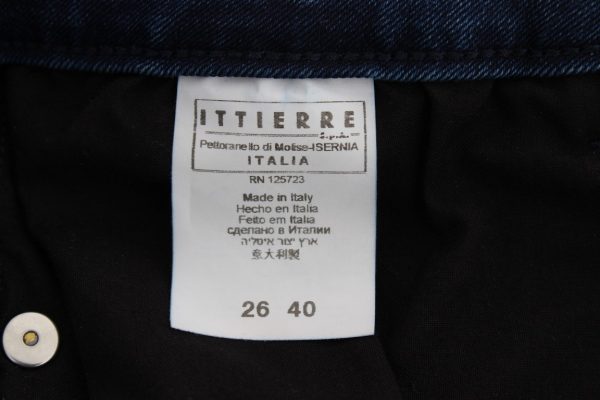 ITTIERRE
S.p.A.
Pettoranello di Molise-ISERNIA
ITALIA
RN 125723
Made in Italy
Hecho en Italia
Feito em Italia
сделано в Италии
ארץ יצור איטליה
意大利製
26 40